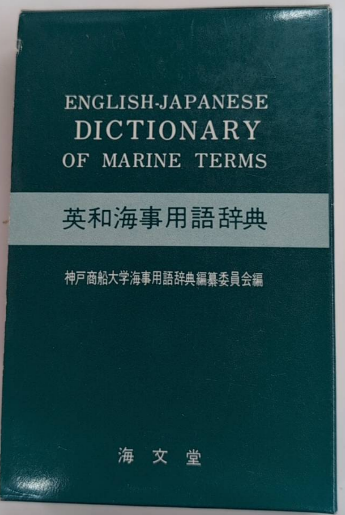 ENGLISH-JAPANESE
DICTIONARY
OF MARINE TERMS
英和海事用語辞典
神戸商船大学海事用語辞典編纂委員会編
海文堂